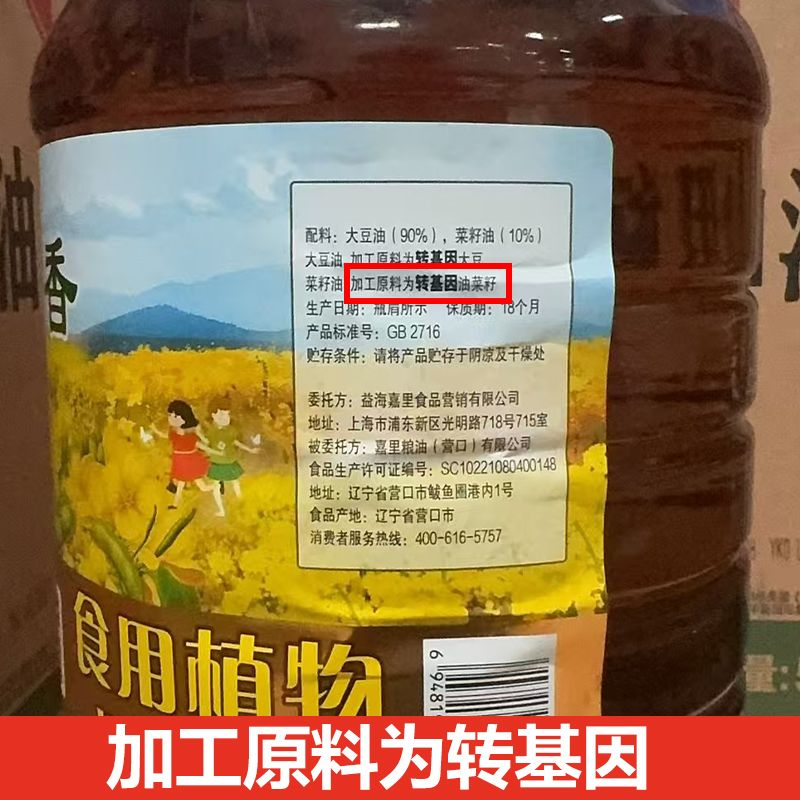 油
香
配料：大豆油（90%），菜籽油（10%）
大豆油 加工原料为转基因大豆
菜籽油 加工原料为转基因油菜籽
生产日期：瓶肩所示 保质期：18个月
产品标准号：GB 2716
贮存条件：请将产品贮存于阴凉及干燥处
委托方：益海嘉里食品营销有限公司
地址：上海市浦东新区光明路718号715室
被委托方：嘉里粮油（营口）有限公司
食品生产许可证编号：SC10221080400148
地址：辽宁省营口市鲅鱼圈港内1号
食品产地：辽宁省营口市
消费者服务热线：400-616-5757
食用植物
加工原料为转基因